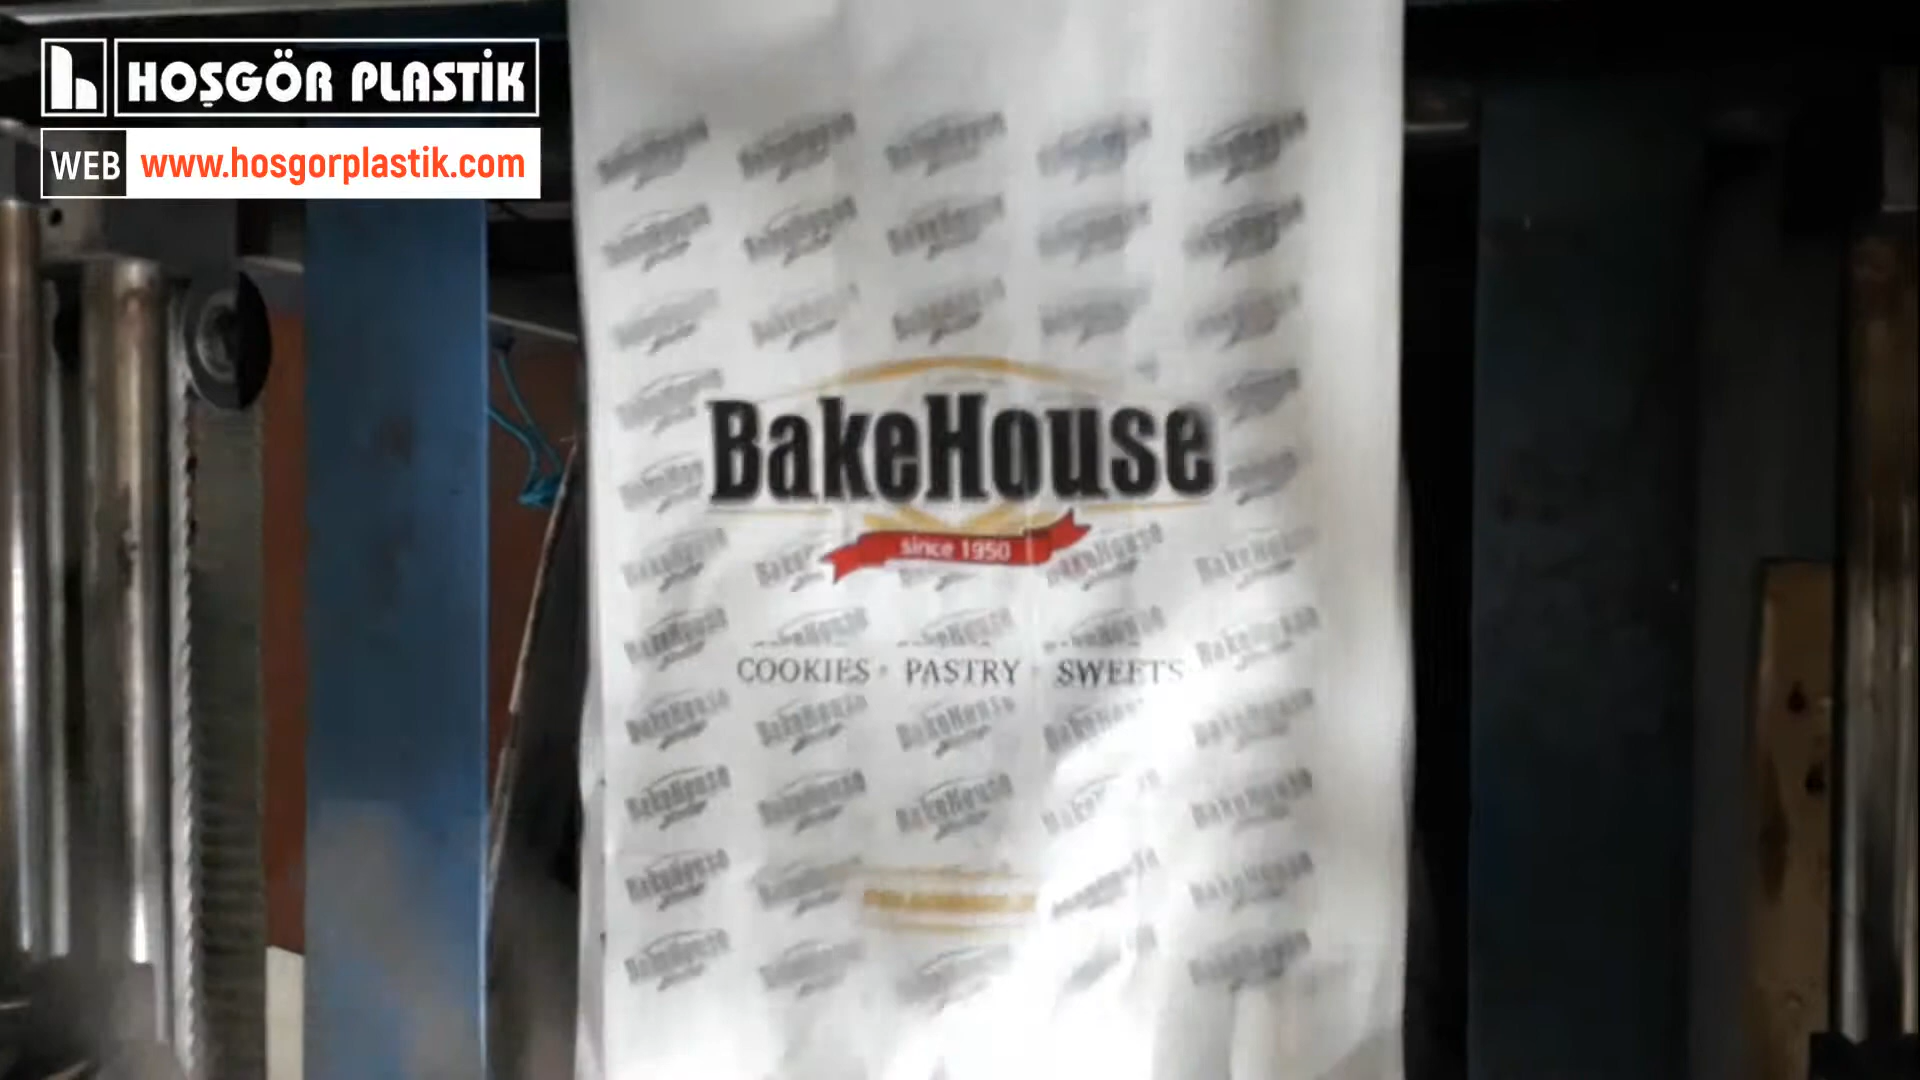 HOŞGÖR PLASTİK
WEB www.hosgorplastik.com
BakeHouse
since 1950
COOKIES • PASTRY • SWEETS